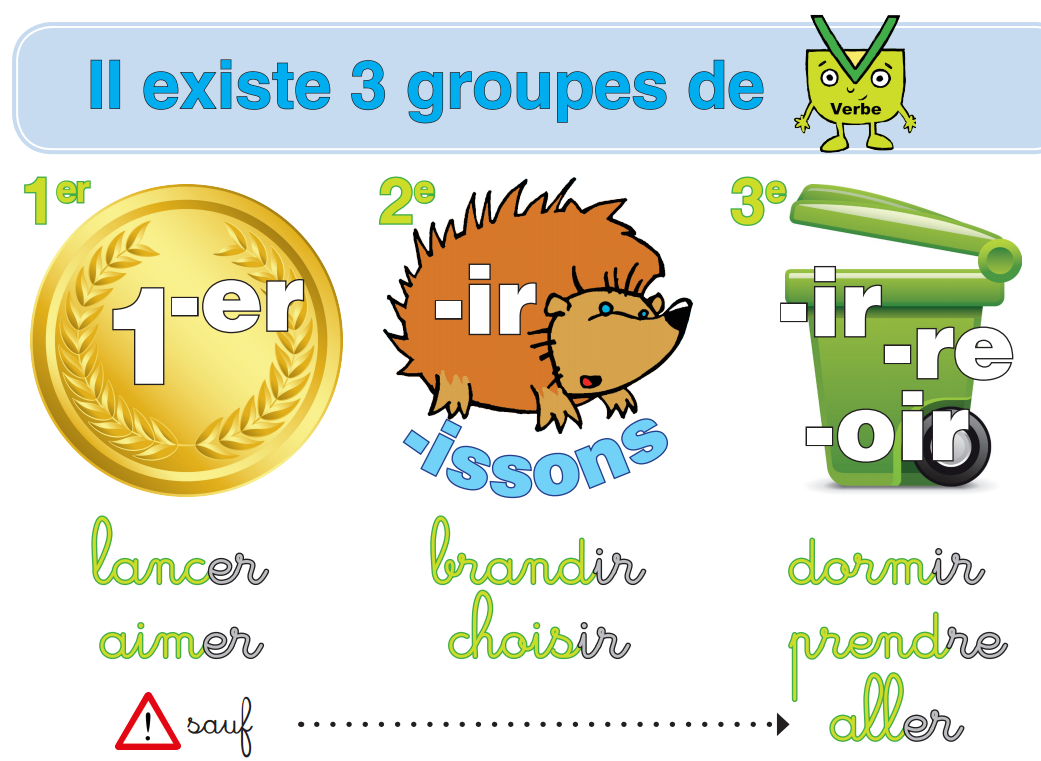 Il existe 3 groupes de Verbe
1er
1-er
lancer
aimer
! sauf
2e
-ir
-issons
brandir
choisir
3e
-ir
-re
-oir
dormir
prendre
aller